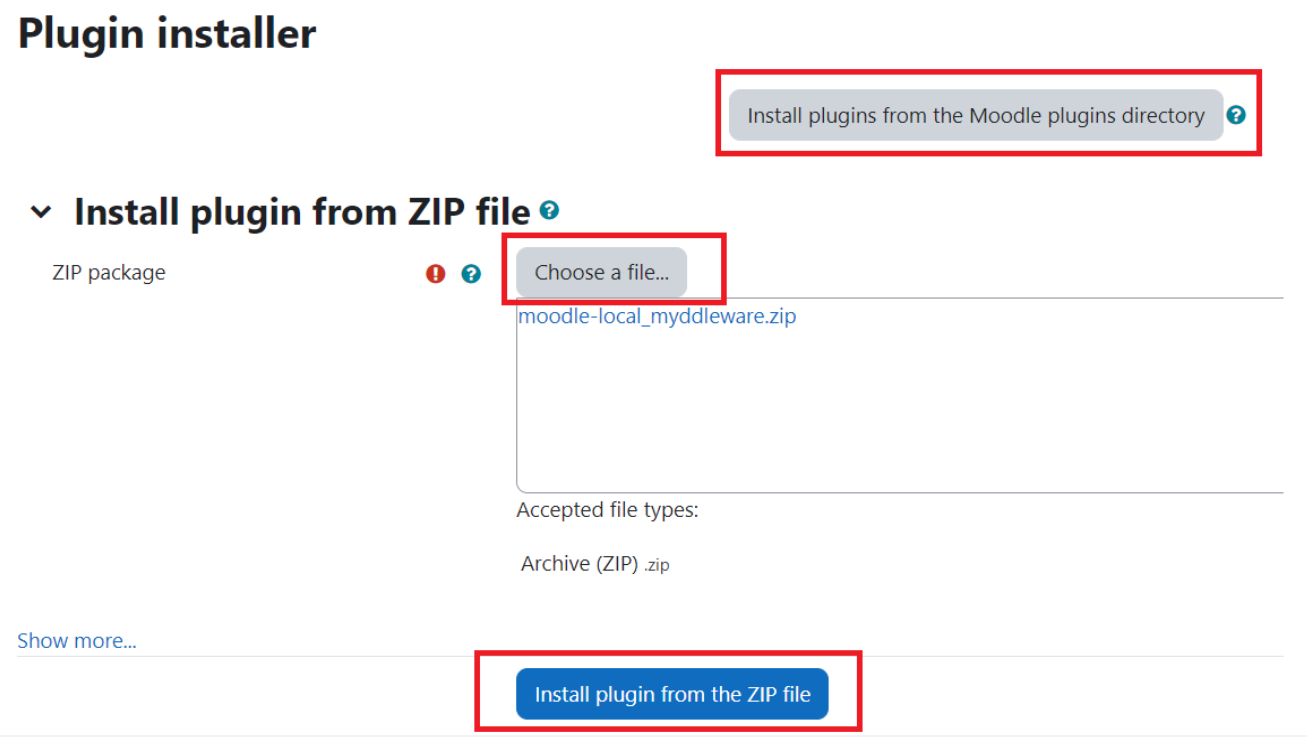 Plugin installer
Install plugins from the Moodle plugins directory
Install plugin from ZIP file
ZIP package
Choose a file...
moodle-local_myddleware.zip
Accepted file types:
Archive (ZIP) .zip
Show more...
Install plugin from the ZIP file